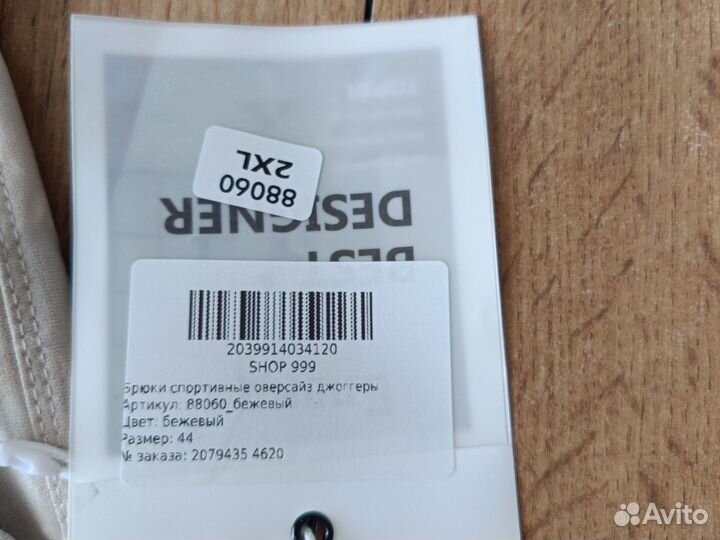 88060
2XL
BEST
DESIGNER
2039914034120
SHOP 999
Брюки спортивные оверсайз джоггеры
Артикул: 88060_бежевый
Цвет: бежевый
Размер: 44
№ заказа: 2079435 4620
Avito